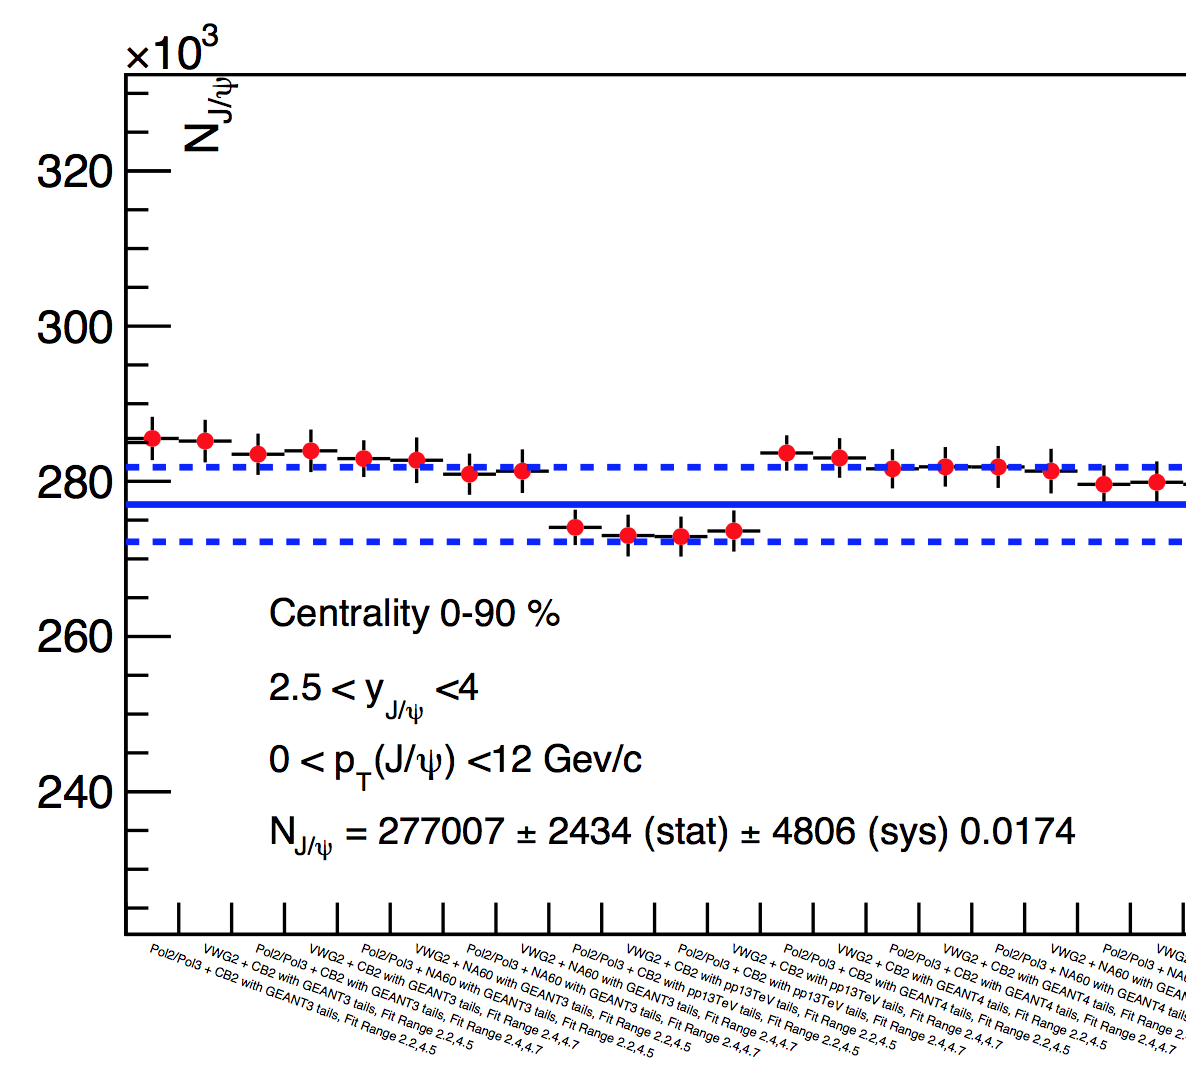 ×10³
N J/ψ
320
300
280
260
240
Centrality 0-90 %
2.5 < y J/ψ <4
0 < p T (J/ψ) <12 Gev/c
N J/ψ = 277007 ± 2434 (stat) ± 4806 (sys) 0.0174
Pol2/Pol3 + CB2 with GEANT3 tails, Fit Range 2.2,4.5
VWG2 + CB2 with GEANT3 tails, Fit Range 2.2,4.5
Pol2/Pol3 + CB2 with GEANT3 tails, Fit Range 2.4,4.7
VWG2 + CB2 with GEANT3 tails, Fit Range 2.4,4.7
Pol2/Pol3 + NA60 with GEANT3 tails, Fit Range 2.2,4.5
VWG2 + NA60 with GEANT3 tails, Fit Range 2.2,4.5
Pol2/Pol3 + NA60 with GEANT3 tails, Fit Range 2.4,4.7
VWG2 + NA60 with GEANT3 tails, Fit Range 2.4,4.7
Pol2/Pol3 + CB2 with pp13TeV tails, Fit Range 2.2,4.5
VWG2 + CB2 with pp13TeV tails, Fit Range 2.2,4.5
Pol2/Pol3 + CB2 with pp13TeV tails, Fit Range 2.4,4.7
VWG2 + CB2 with pp13TeV tails, Fit Range 2.4,4.7
Pol2/Pol3 + CB2 with GEANT4 tails, Fit Range 2.2,4.5
VWG2 + CB2 with GEANT4 tails, Fit Range 2.2,4.5
Pol2/Pol3 + CB2 with GEANT4 tails, Fit Range 2.4,4.7
VWG2 + CB2 with GEANT4 tails, Fit Range
Pol2/Pol3 + NA60 with GEANT4
VWG2 + NA60 with
Pol2/Pol3 +